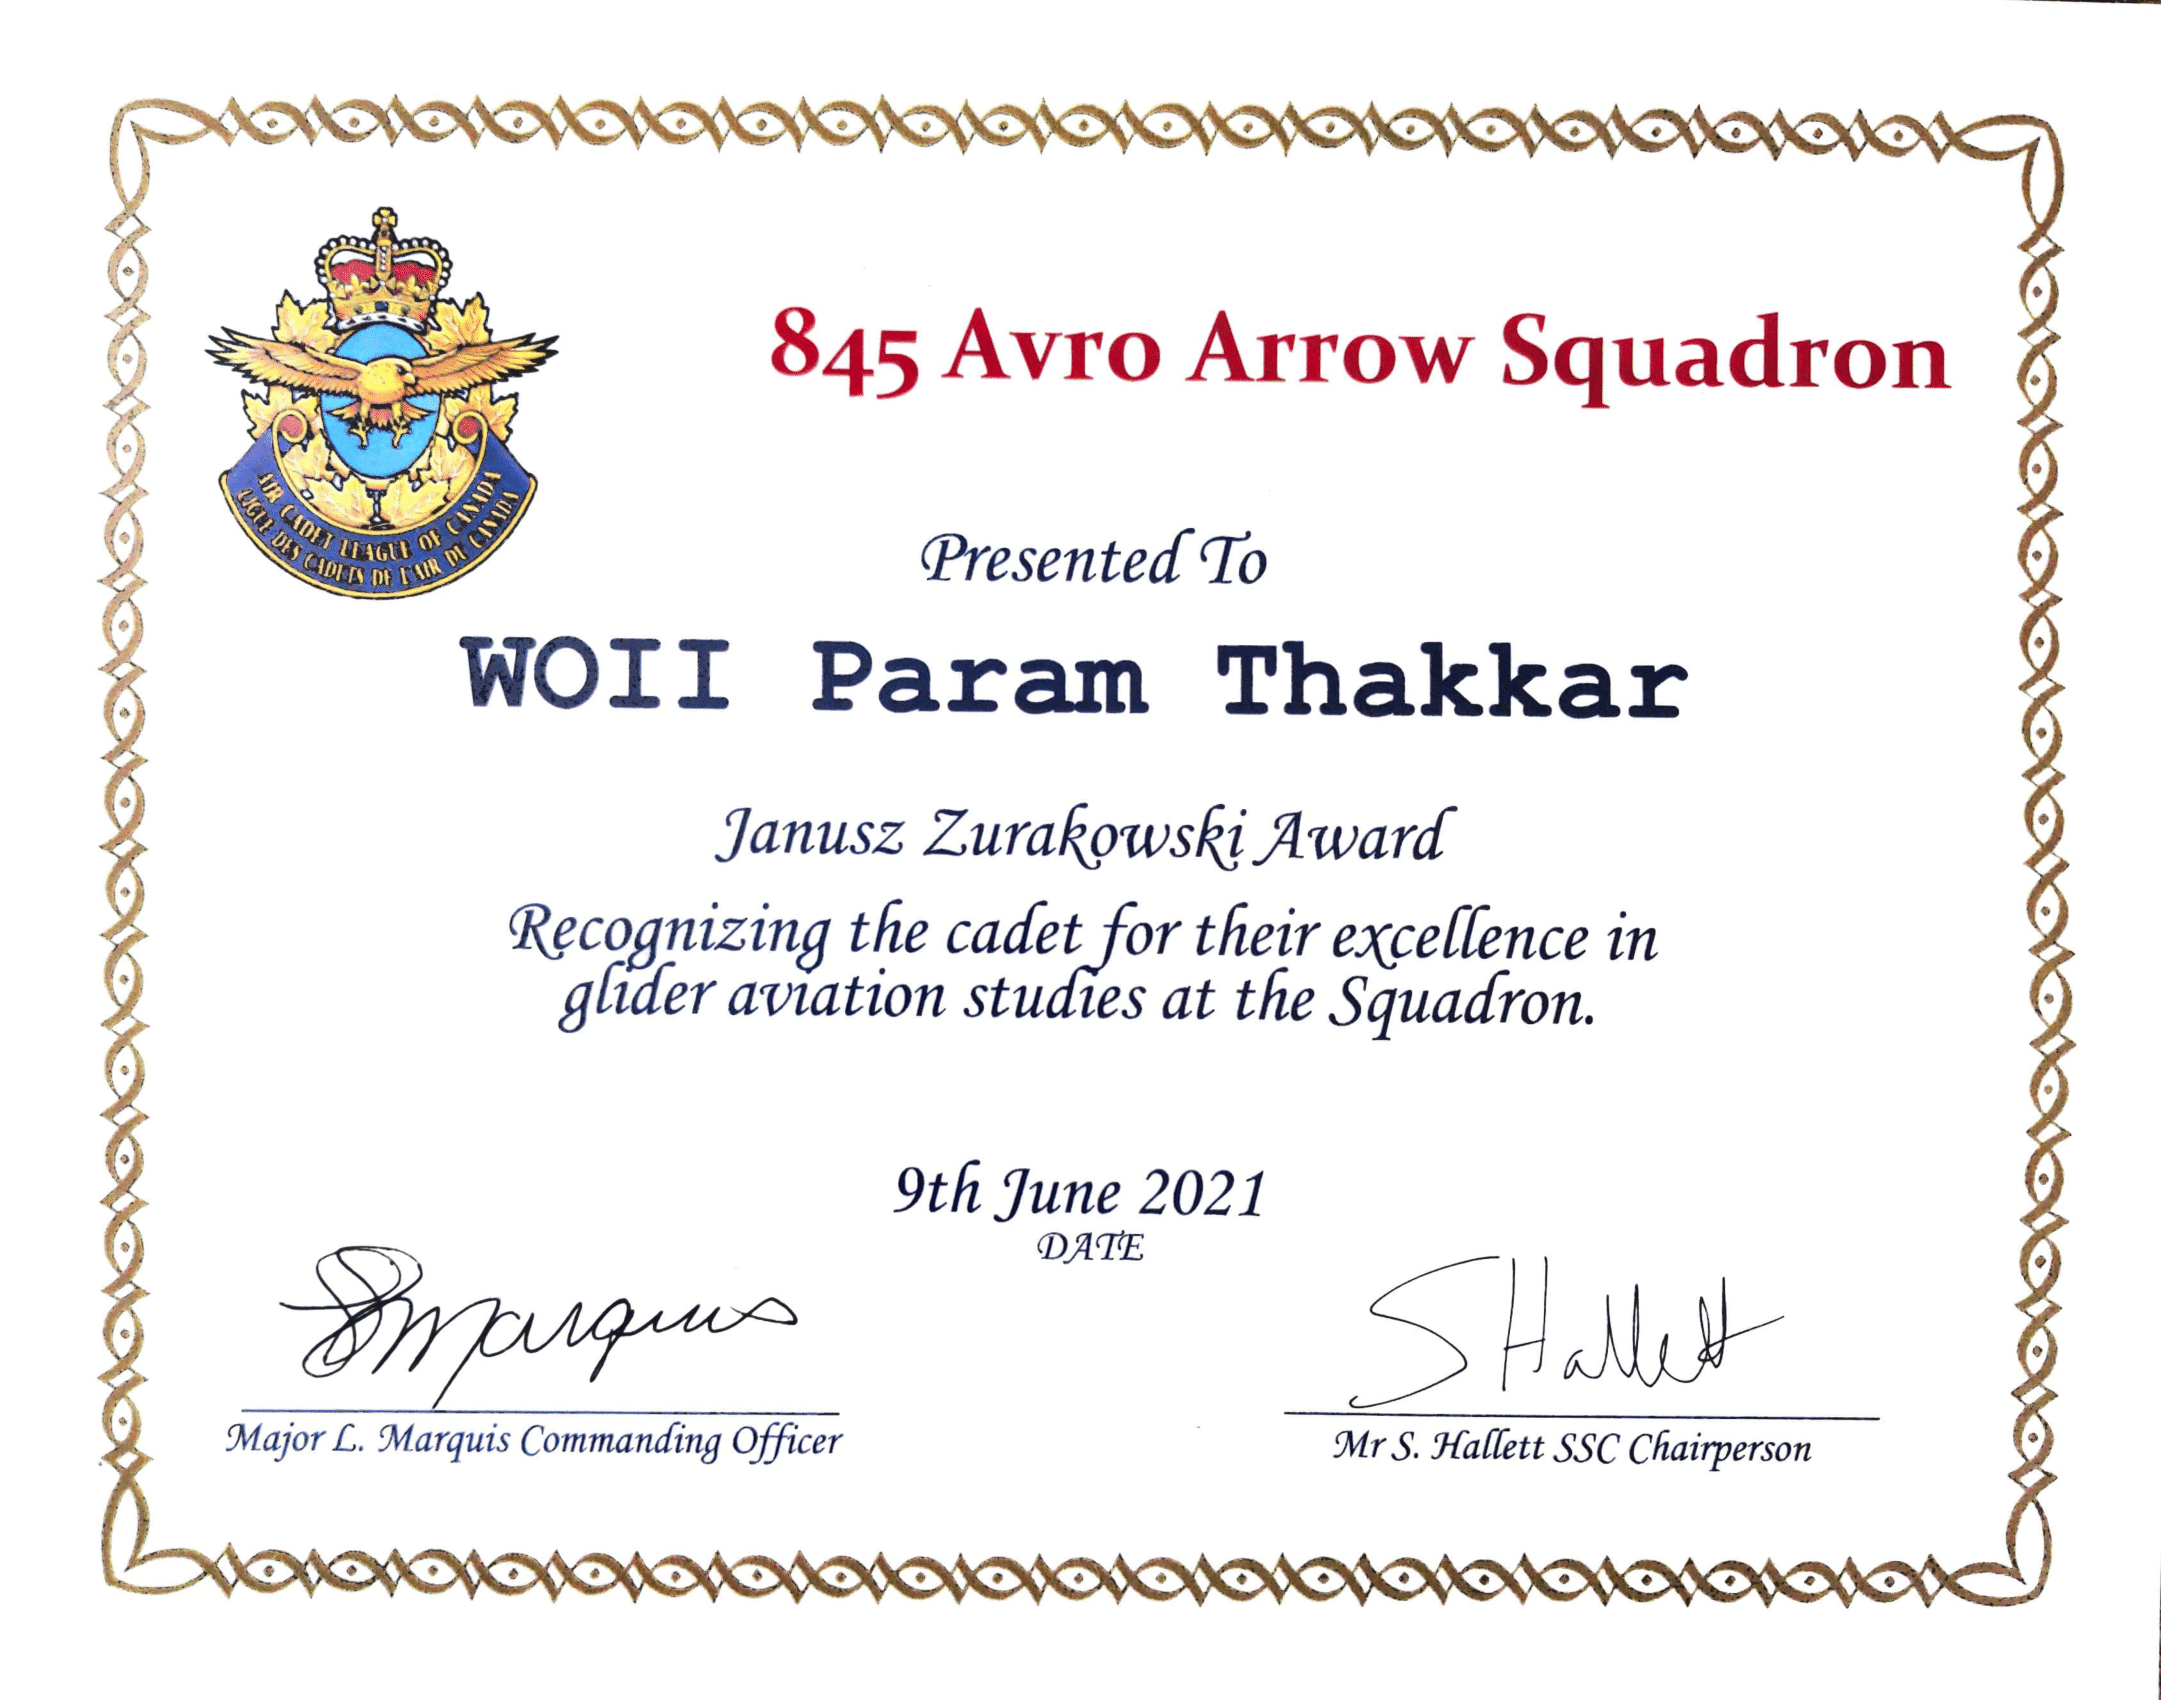 845 Avro Arrow Squadron
AIR CADET LEAGUE OF CANADA
LIGUE DES CADETS DE L'AIR DU CANADA
Presented To
WOII Param Thakkar
Janusz Zurakowski Award
Recognizing the cadet for their excellence in
glider aviation studies at the Squadron.
9th June 2021
DATE
Marquis
S Hallett
Major L. Marquis Commanding Officer
Mr S. Hallett SSC Chairperson